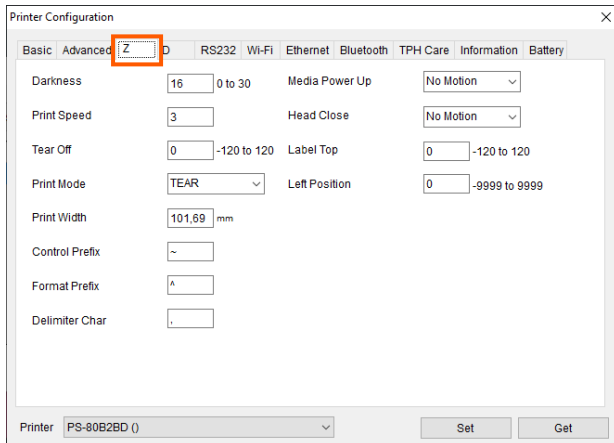 Printer Configuration
Basic Advanced Z D RS232 Wi-Fi Ethernet Bluetooth TPH Care Information Battery
Darkness 16 0 to 30 Media Power Up No Motion
Print Speed 3 Head Close No Motion
Tear Off 0 -120 to 120 Label Top 0 -120 to 120
Print Mode TEAR Left Position 0 -9999 to 9999
Print Width 101,69 mm
Control Prefix ~
Format Prefix ^
Delimiter Char ,
Printer PS-80B2BD () Set Get